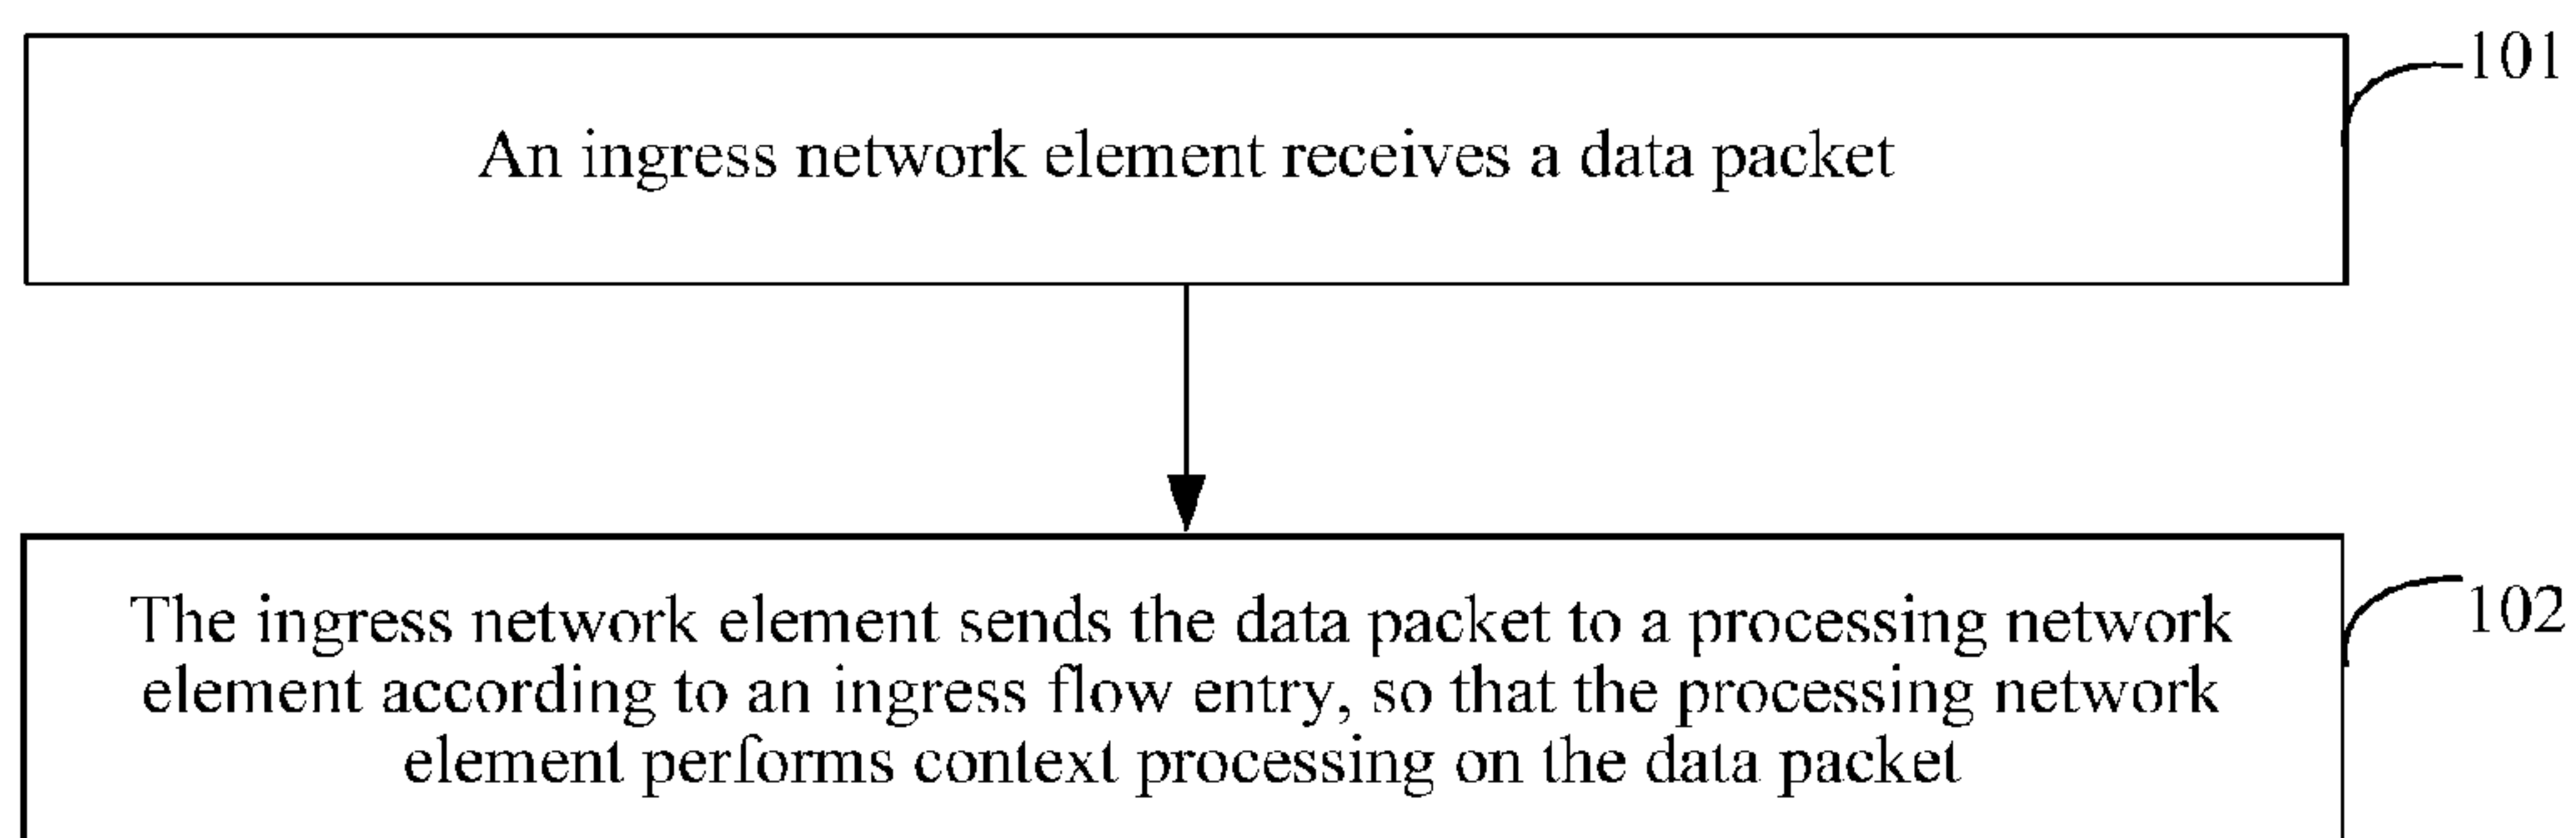 101
An ingress network element receives a data packet
102
The ingress network element sends the data packet to a processing network
element according to an ingress flow entry, so that the processing network
element performs context processing on the data packet